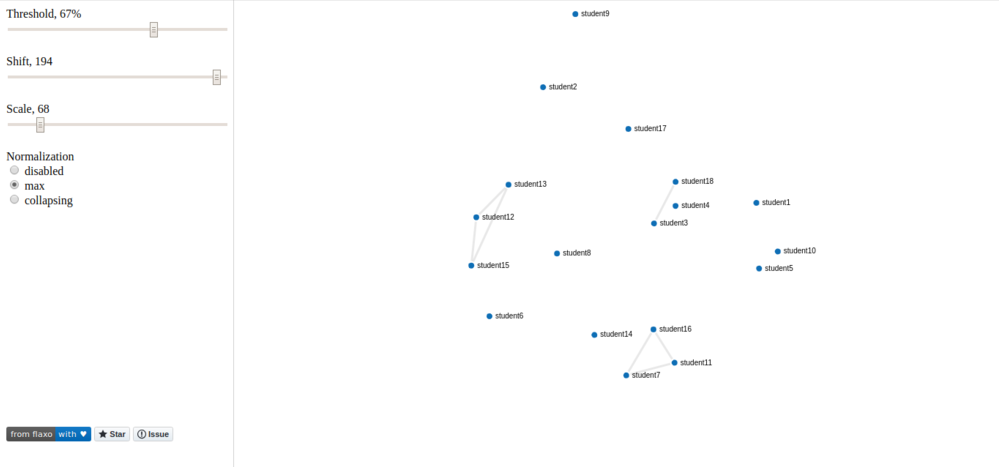 Threshold, 67%
Shift, 194
Scale, 68
Normalization
disabled
max
collapsing
from flaxo with ♥ Star Issue
student9
student2
student17
student13
student18
student12
student4
student1
student3
student8
student10
student15
student5
student6
student14
student16
student11
student7